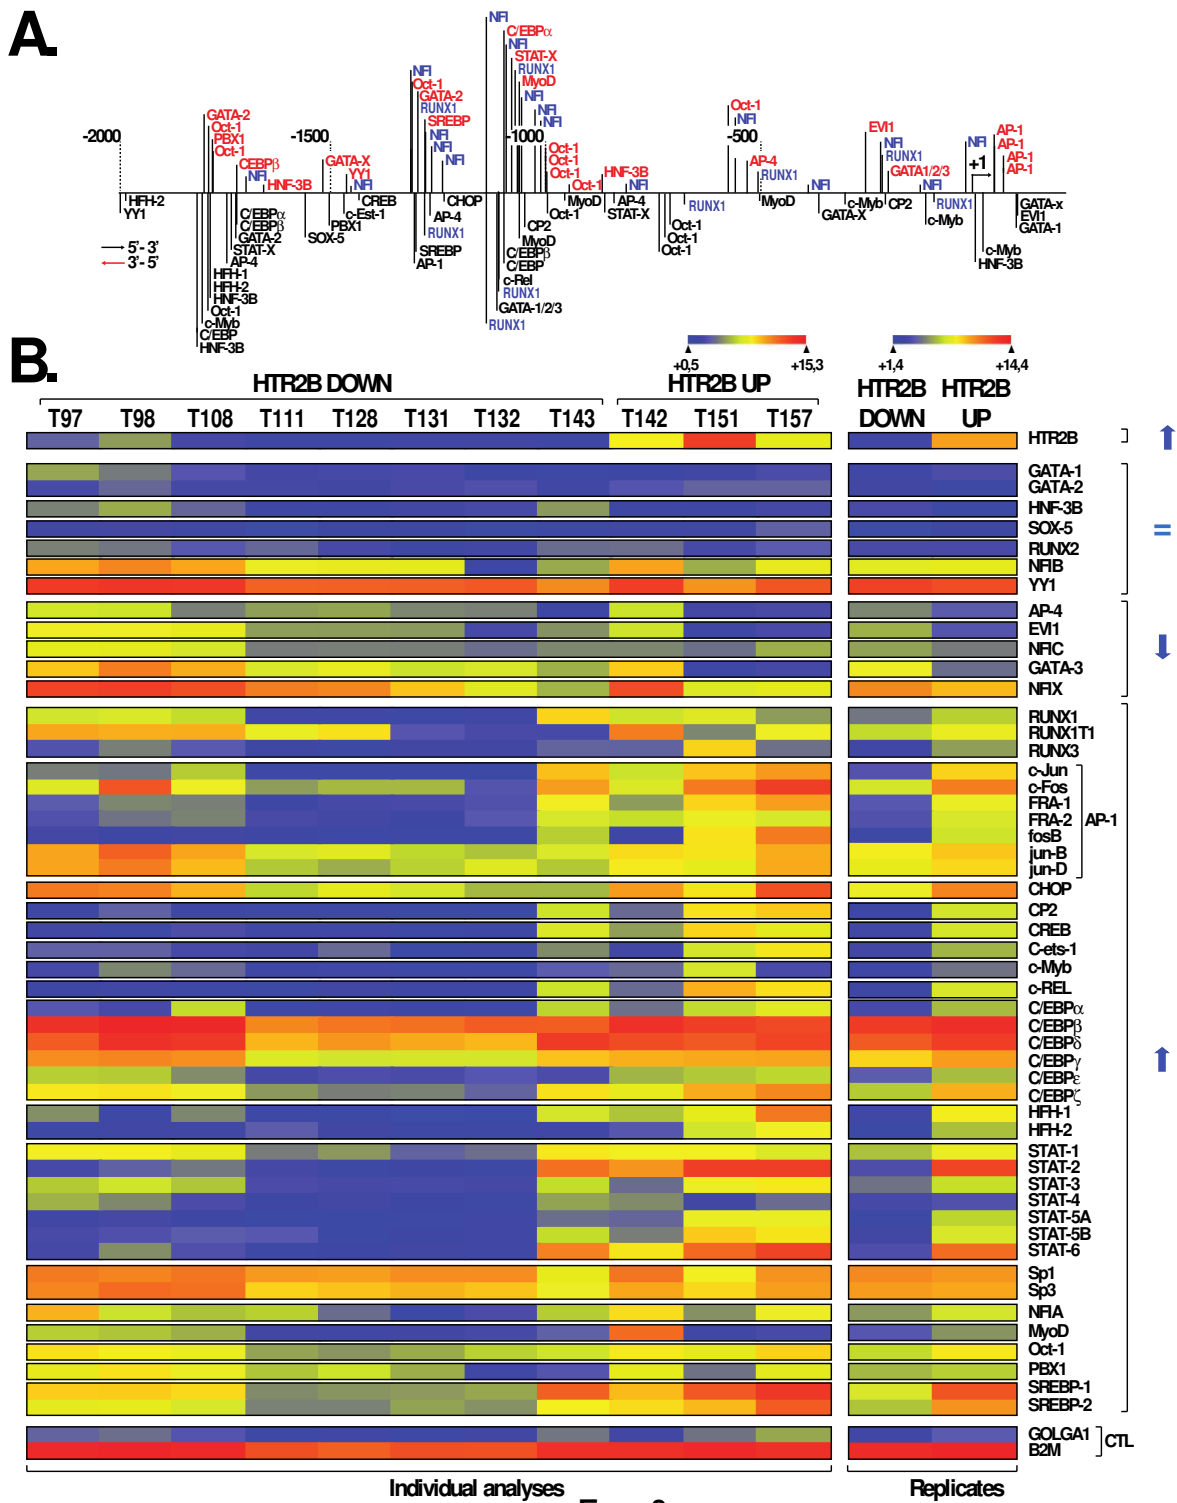 A.
NFI
C/EBPα
NFI
STAT-X
RUNX1
MyoD
NFI
NFI
NFI
NFI
Oct-1
GATA-2
RUNX1
SREBP
NFI
NFI
NFI
GATA-2
Oct-1
PBX1
Oct-1
CEBPβ
NFI
HNF-3B
GATA-X
YY1
NFI
Oct-1
Oct-1
Oct-1
Oct-1
HNF-3B
NFI
Oct-1
NFI
AP-4
RUNX1
NFI
EVI1
NFI
RUNX1
GATA1/2/3
NFI
RUNX1
NFI
AP-1
AP-1
AP-1
AP-1
-2000
-1500
-1000
-500
+1
HFH-2
YY1
C/EBPα
C/EBPβ
GATA-2
STAT-X
AP-4
HFH-1
HFH-2
HNF-3B
Oct-1
c-Myb
C/EBP
HNF-3B
CREB
c-Est-1
PBX1
SOX-5
CHOP
AP-4
RUNX1
SREBP
AP-1
MyoD
Oct-1
CP2
MyoD
C/EBPβ
C/EBP
c-Rel
RUNX1
GATA-1/2/3
RUNX1
AP-4
STAT-X
RUNX1
Oct-1
Oct-1
Oct-1
MyoD
GATA-X
c-Myb
CP2
c-Myb
c-Myb
HNF-3B
GATA-x
EVI1
GATA-1
5'- 3'
3'- 5'
B.
+0,5
+15,3
+1,4
+14,4
HTR2B DOWN
HTR2B UP
HTR2B DOWN
HTR2B UP
T97 T98 T108 T111 T128 T131 T132 T143 T142 T151 T157
HTR2B
GATA-1
GATA-2
HNF-3B
SOX-5
=
RUNX2
NFIB
YY1
AP-4
EVI1
NFIC
GATA-3
NFIX
RUNX1
RUNX1T1
RUNX3
c-Jun
c-Fos
FRA-1
FRA-2
AP-1
fosB
jun-B
jun-D
CHOP
CP2
CREB
C-ets-1
c-Myb
c-REL
C/EBPα
C/EBPβ
C/EBPδ
C/EBPγ
C/EBPε
C/EBPζ
HFH-1
HFH-2
STAT-1
STAT-2
STAT-3
STAT-4
STAT-5A
STAT-5B
STAT-6
Sp1
Sp3
NFIA
MyoD
Oct-1
PBX1
SREBP-1
SREBP-2
GOLGA1
CTL
B2M
Individual analyses
Replicates